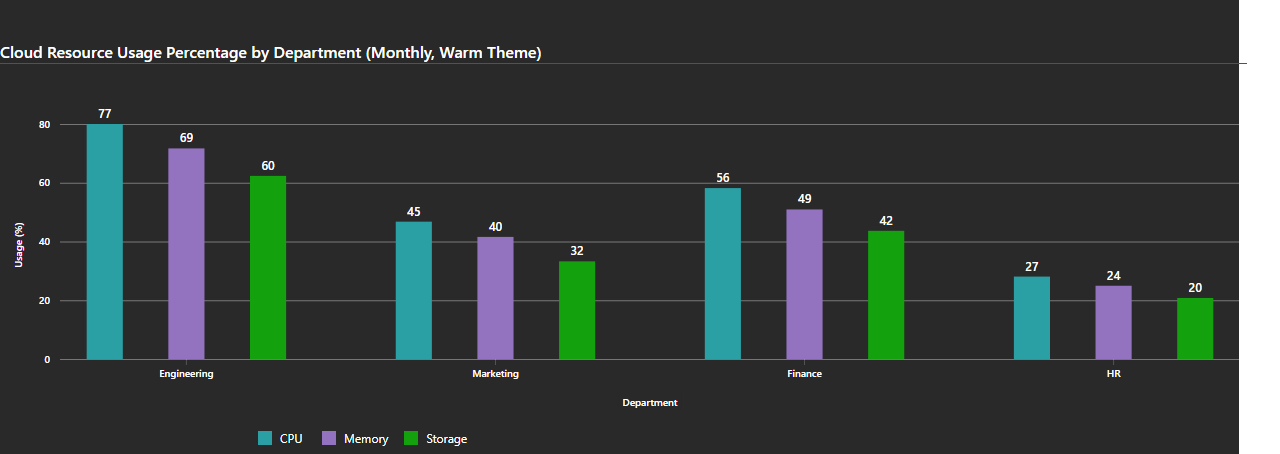 Cloud Resource Usage Percentage by Department (Monthly, Warm Theme)
77
80
69
60
60
56
49
45
42
40
40
32
27
24
20
20
0
Usage (%)
Engineering
Marketing
Finance
HR
Department
CPU
Memory
Storage